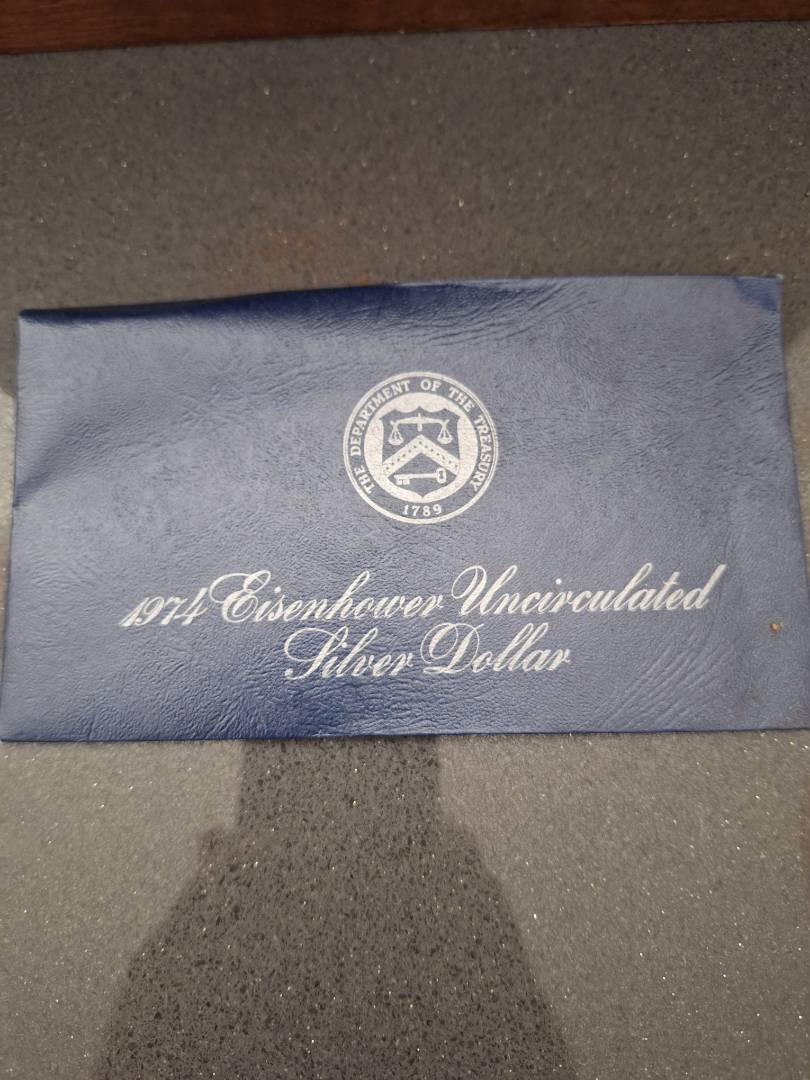 THE DEPARTMENT OF THE TREASURY
1789
1974 Eisenhower Uncirculated
Silver Dollar